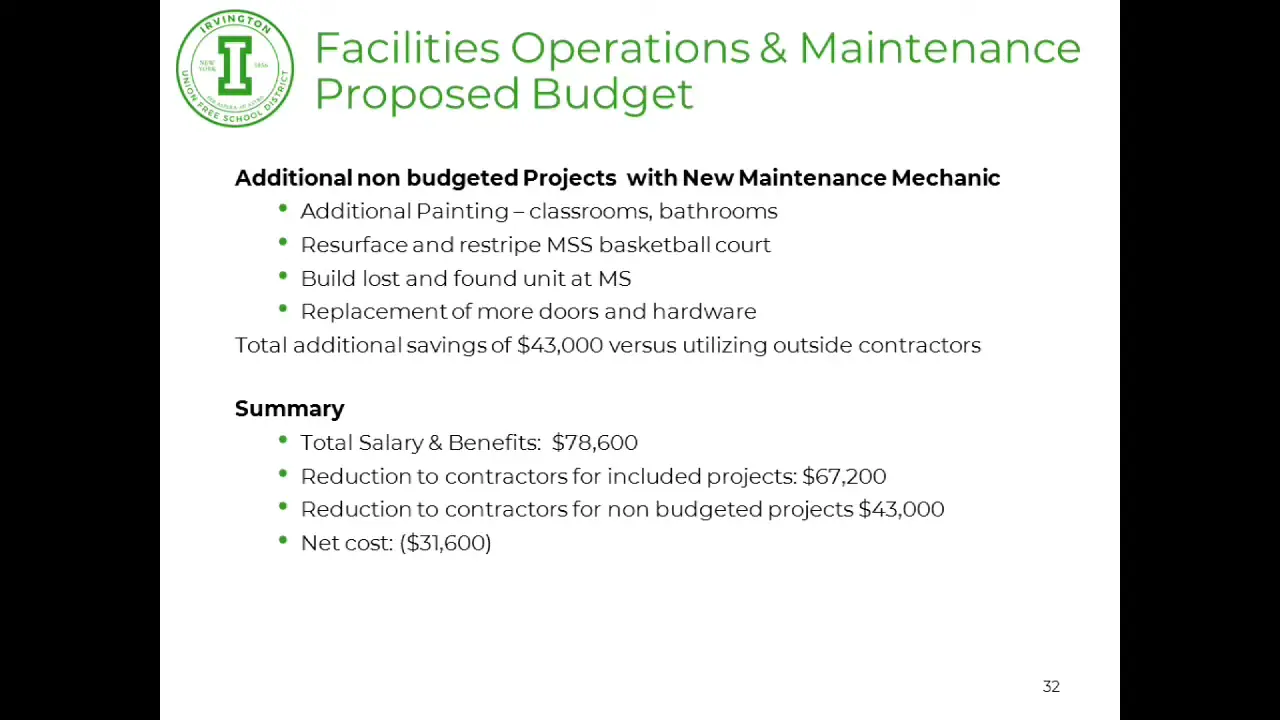 IRVINGTON
NEW YORK
1856
UNION FREE SCHOOL DISTRICT
Facilities Operations & Maintenance
Proposed Budget
Additional non budgeted Projects with New Maintenance Mechanic
• Additional Painting – classrooms, bathrooms
• Resurface and restripe MSS basketball court
• Build lost and found unit at MS
• Replacement of more doors and hardware
Total additional savings of $43,000 versus utilizing outside contractors
Summary
• Total Salary & Benefits: $78,600
• Reduction to contractors for included projects: $67,200
• Reduction to contractors for non budgeted projects $43,000
• Net cost: ($31,600)
32